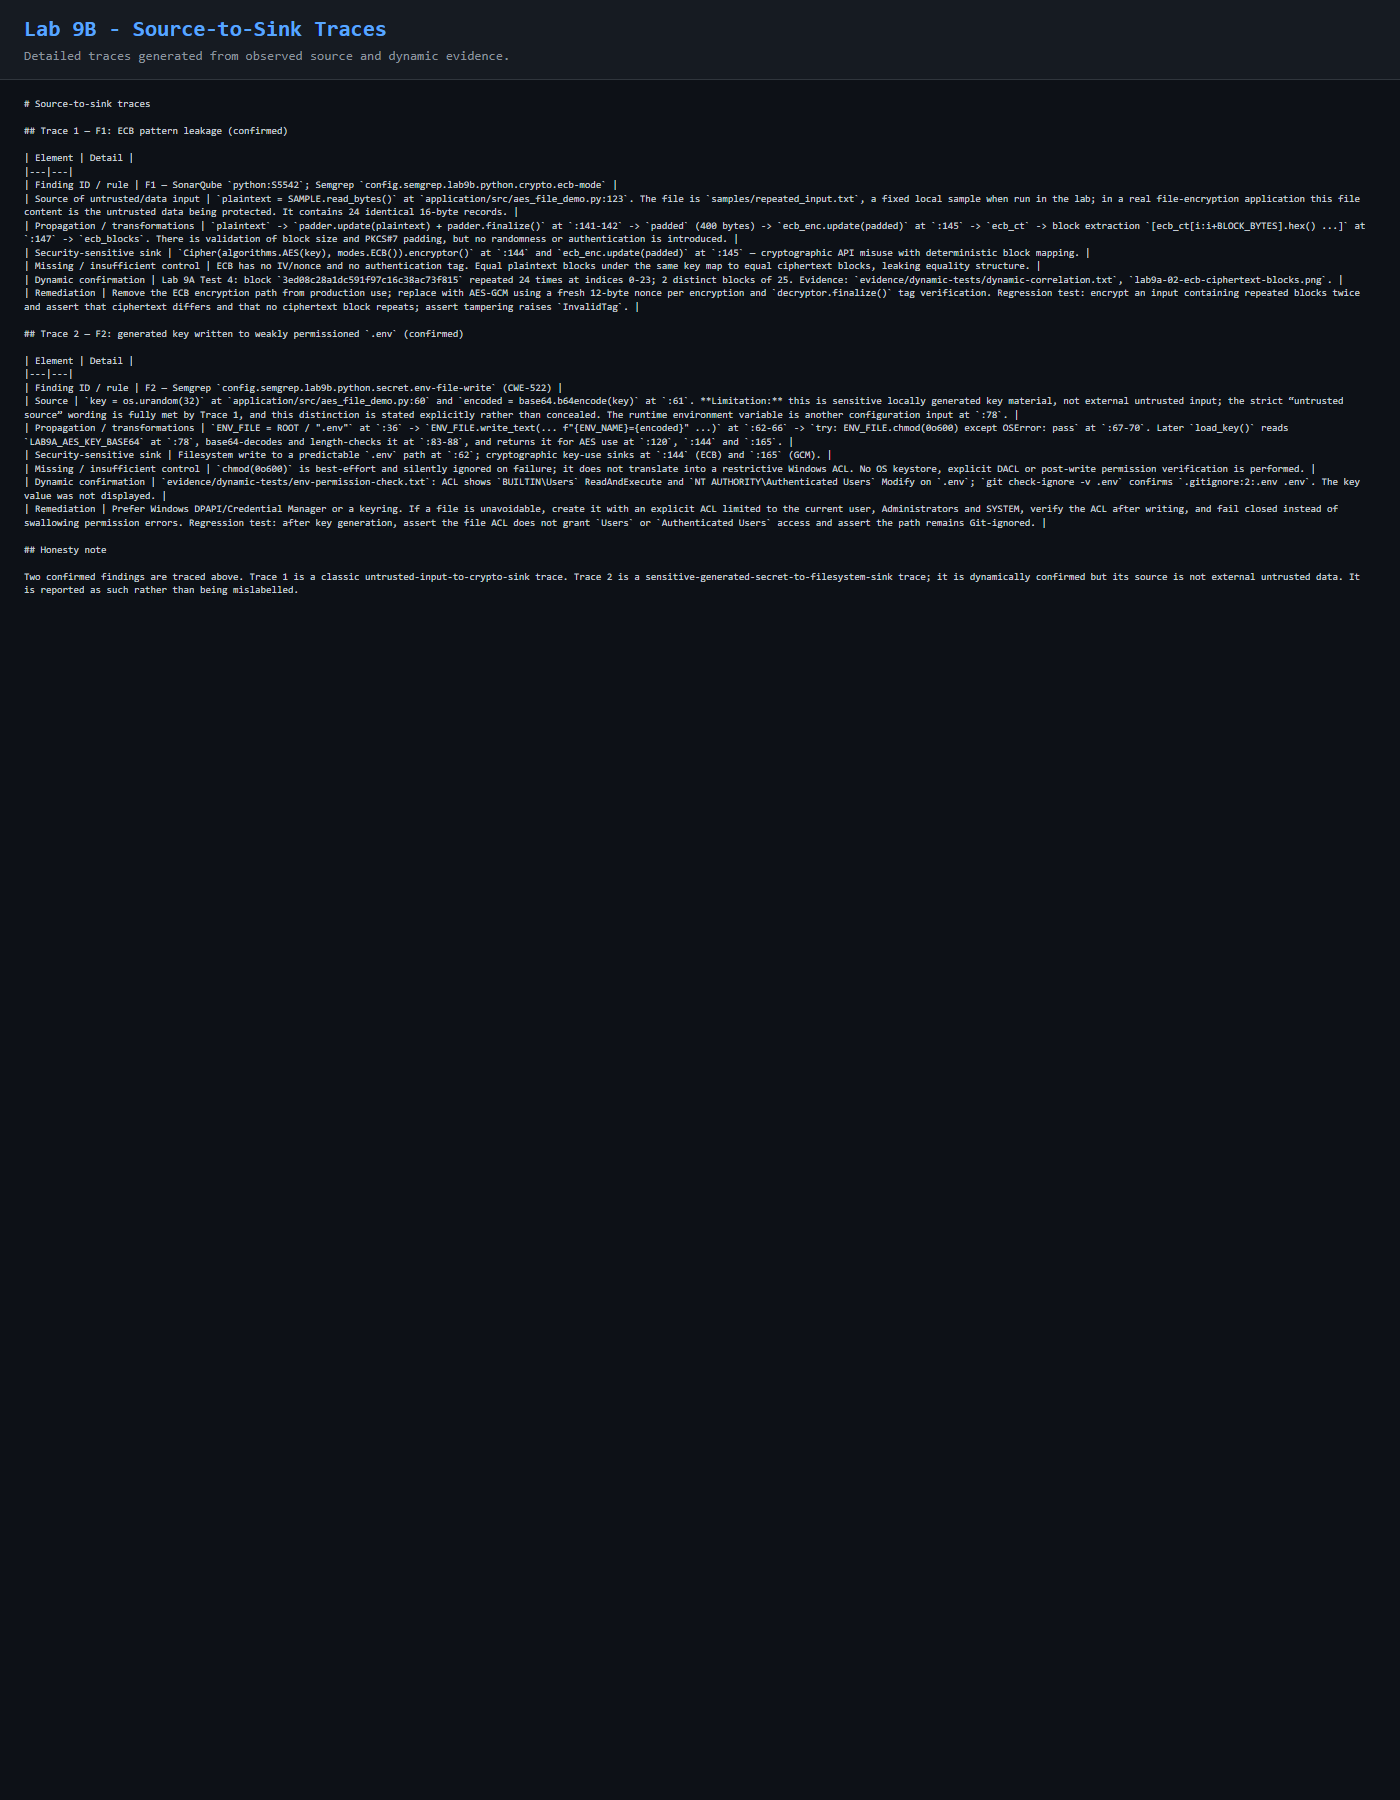 Lab 9B - Source-to-Sink Traces
Detailed traces generated from observed source and dynamic evidence.
# Source-to-sink traces
## Trace 1 — F1: ECB pattern leakage (confirmed)
| Element | Detail |
|---|---|
| Finding ID / rule | F1 — SonarQube `python:S5542`; Semgrep `config.semgrep.lab9b.python.crypto.ecb-mode` |
| Source of untrusted/data input | `plaintext = SAMPLE.read_bytes()` at `application/src/aes_file_demo.py:123`. The file is `samples/repeated_input.txt`, a fixed local sample when run in the lab; in a real file-encryption application this file
content is the untrusted data being protected. It contains 24 identical 16-byte records. |
| Propagation / transformations | `plaintext` -> `padder.update(plaintext) + padder.finalize()` at `:141-142` -> `padded` (400 bytes) -> `ecb_enc.update(padded)` at `:145` -> `ecb_ct` -> block extraction `[ecb_ct[i:i+BLOCK_BYTES].hex() ...]` at
`:147` -> `ecb_blocks`. There is validation of block size and PKCS#7 padding, but no randomness or authentication is introduced. |
| Security-sensitive sink | `Cipher(algorithms.AES(key), modes.ECB()).encryptor()` at `:144` and `ecb_enc.update(padded)` at `:145` — cryptographic API misuse with deterministic block mapping. |
| Missing / insufficient control | ECB has no IV/nonce and no authentication tag. Equal plaintext blocks under the same key map to equal ciphertext blocks, leaking equality structure. |
| Dynamic confirmation | Lab 9A Test 4: block `3ed08c28a1dc591f97c16c38ac73f815` repeated 24 times at indices 0-23; 2 distinct blocks of 25. Evidence: `evidence/dynamic-tests/dynamic-correlation.txt`, `lab9a-02-ecb-ciphertext-blocks.png`. |
| Remediation | Remove the ECB encryption path from production use; replace with AES-GCM using a fresh 12-byte nonce per encryption and `decryptor.finalize()` tag verification. Regression test: encrypt an input containing repeated blocks twice
and assert that ciphertext differs and that no ciphertext block repeats; assert tampering raises `InvalidTag`. |
## Trace 2 — F2: generated key written to weakly permissioned `.env` (confirmed)
| Element | Detail |
|---|---|
| Finding ID / rule | F2 — Semgrep `config.semgrep.lab9b.python.secret.env-file-write` (CWE-522) |
| Source | `key = os.urandom(32)` at `application/src/aes_file_demo.py:60` and `encoded = base64.b64encode(key)` at `:61`. **Limitation:** this is sensitive locally generated key material, not external untrusted input; the strict “untrusted
source” wording is fully met by Trace 1, and this distinction is stated explicitly rather than concealed. The runtime environment variable is another configuration input at `:78`. |
| Propagation / transformations | `ENV_FILE = ROOT / ".env"` at `:36` -> `ENV_FILE.write_text(... f"{ENV_NAME}={encoded}" ...)` at `:62-66` -> `try: ENV_FILE.chmod(0o600) except OSError: pass` at `:67-70`. Later `load_key()` reads
`LAB9A_AES_KEY_BASE64` at `:78`, base64-decodes and length-checks it at `:83-88`, and returns it for AES use at `:120`, `:144` and `:165`. |
| Security-sensitive sink | Filesystem write to a predictable `.env` path at `:62`; cryptographic key-use sinks at `:144` (ECB) and `:165` (GCM). |
| Missing / insufficient control | `chmod(0o600)` is best-effort and silently ignored on failure; it does not translate into a restrictive Windows ACL. No OS keystore, explicit DACL or post-write permission verification is performed. |
| Dynamic confirmation | `evidence/dynamic-tests/env-permission-check.txt`: ACL shows `BUILTIN\Users` ReadAndExecute and `NT AUTHORITY\Authenticated Users` Modify on `.env`; `git check-ignore -v .env` confirms `.gitignore:2:.env .env`. The key
value was not displayed. |
| Remediation | Prefer Windows DPAPI/Credential Manager or a keyring. If a file is unavoidable, create it with an explicit ACL limited to the current user, Administrators and SYSTEM, verify the ACL after writing, and fail closed instead of
swallowing permission errors. Regression test: after key generation, assert the file ACL does not grant `Users` or `Authenticated Users` access and assert the path remains Git-ignored. |
## Honesty note
Two confirmed findings are traced above. Trace 1 is a classic untrusted-input-to-crypto-sink trace. Trace 2 is a sensitive-generated-secret-to-filesystem-sink trace; it is dynamically confirmed but its source is not external untrusted data. It
is reported as such rather than being mislabelled.